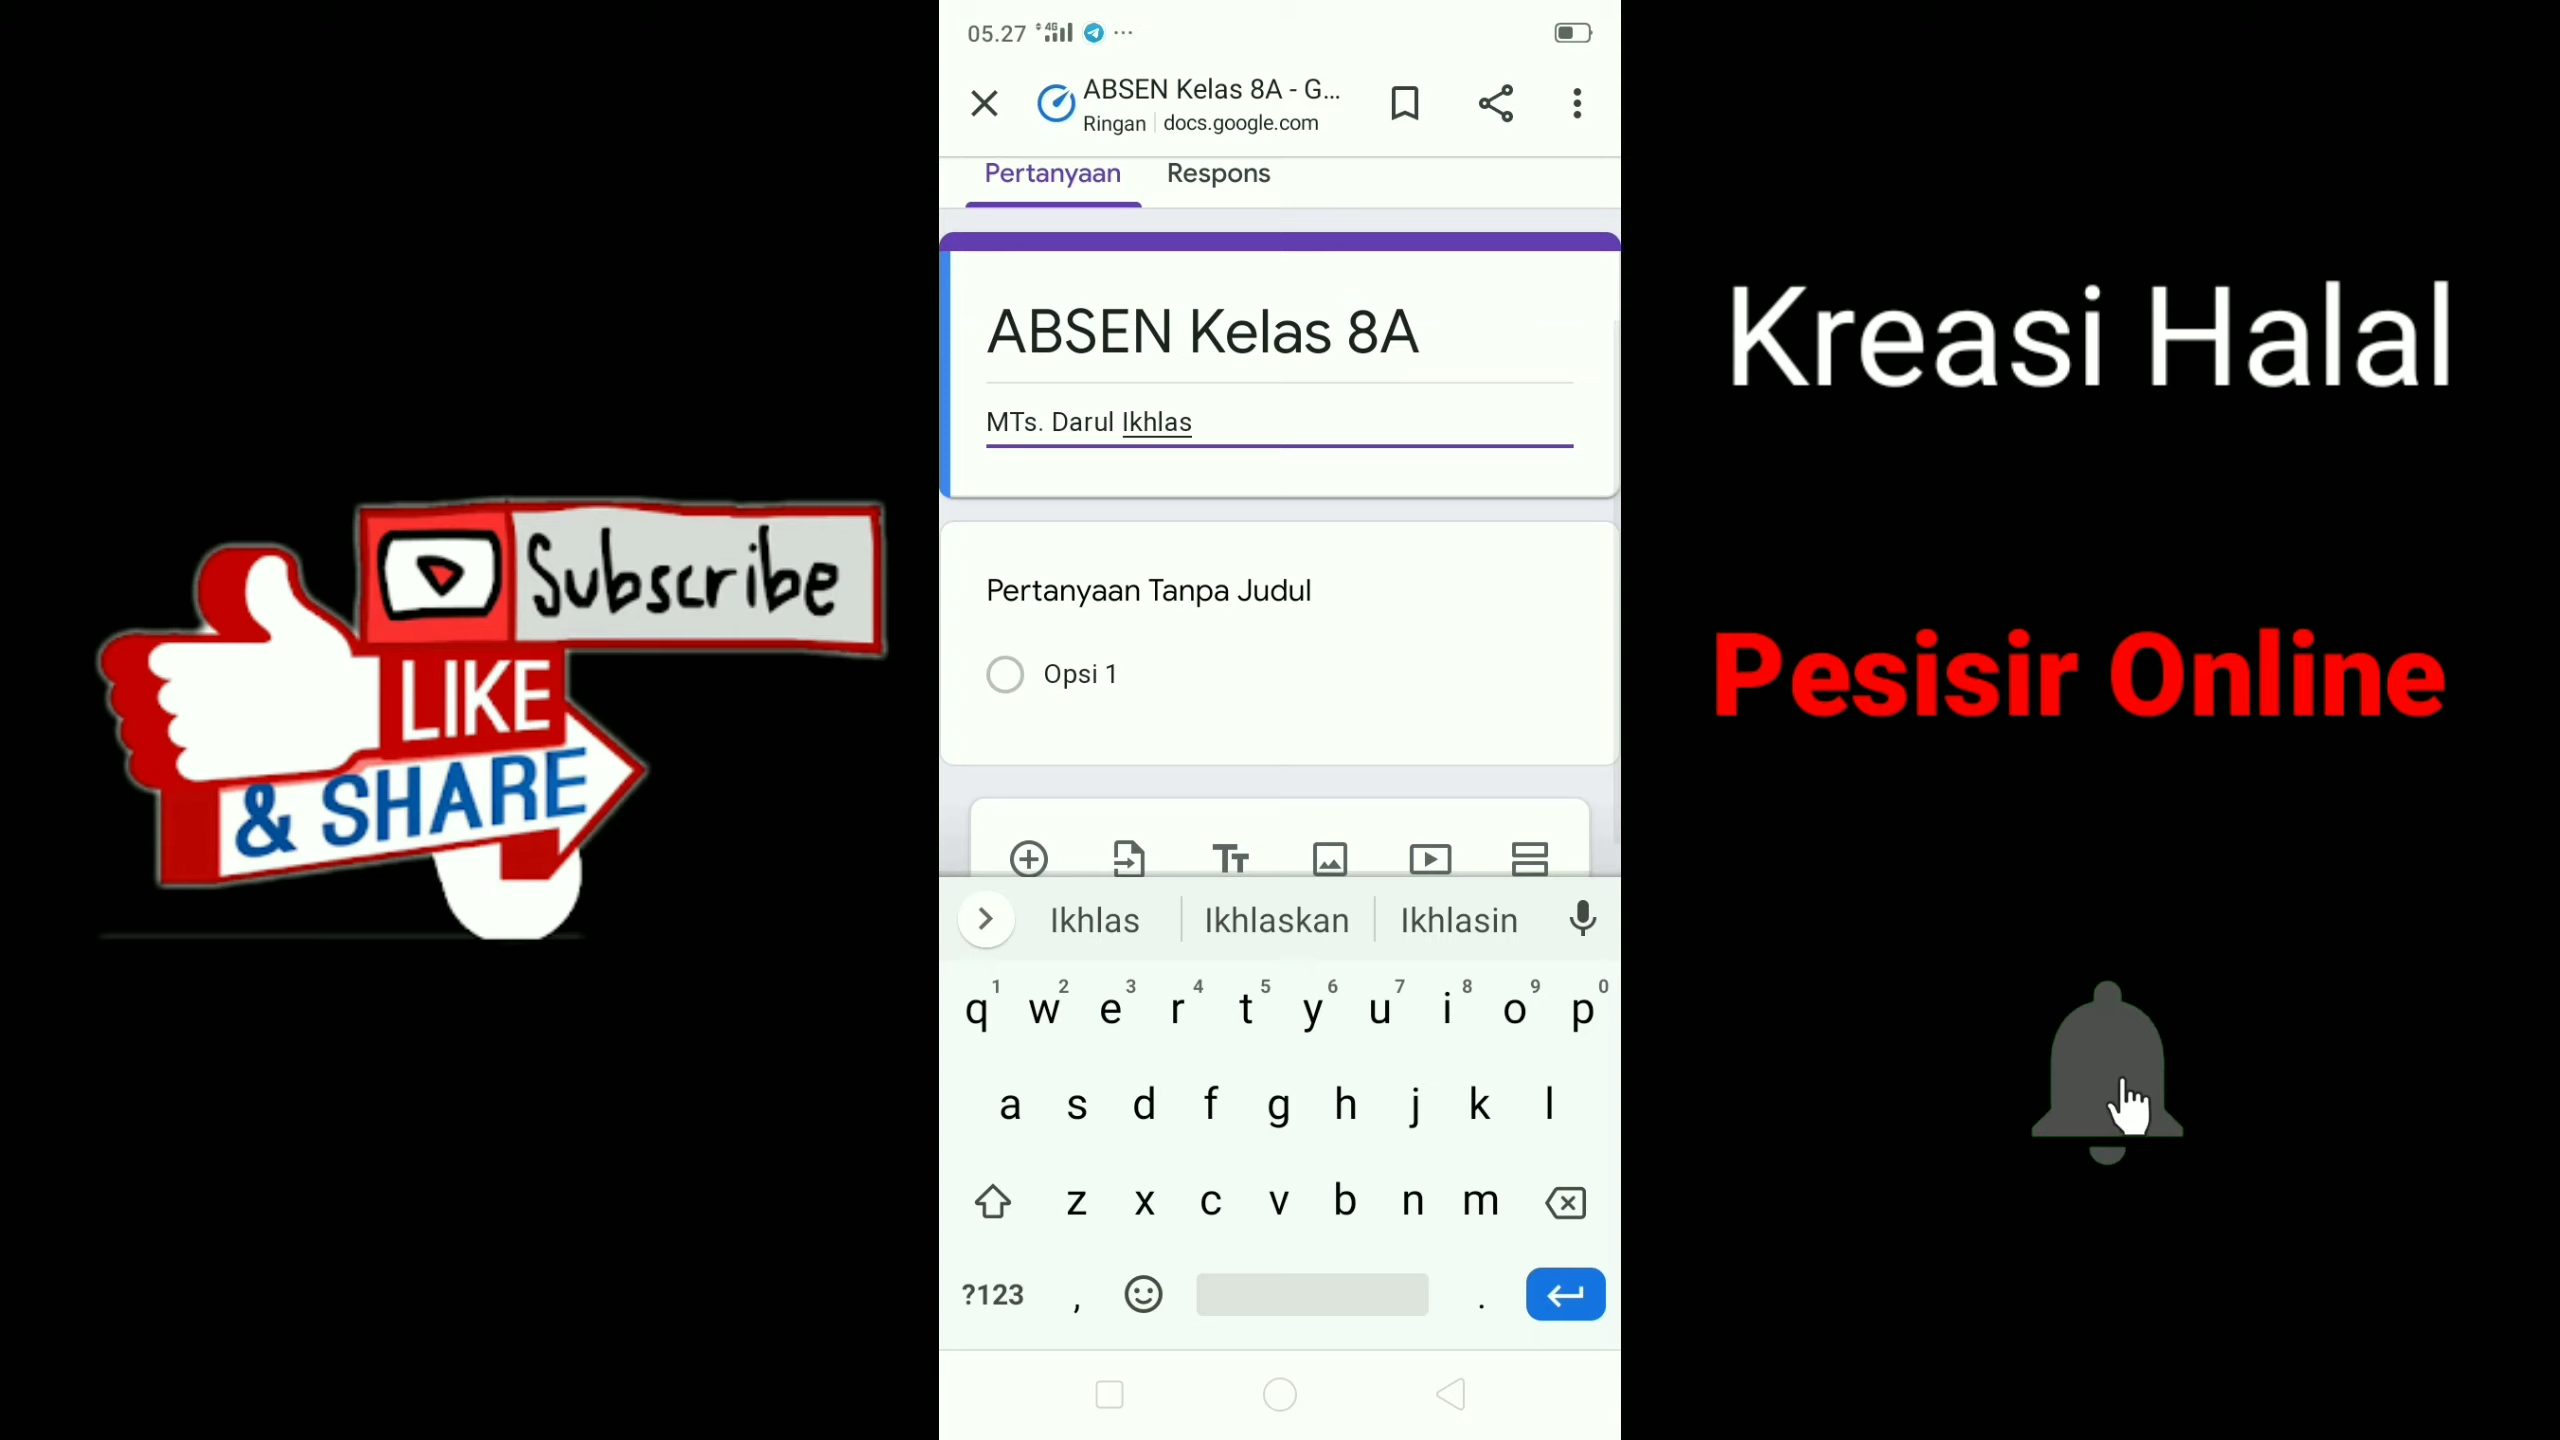 Subscribe
LIKE
& SHARE
05.27 4G ...
ABSEN Kelas 8A - G...
Ringan docs.google.com
Pertanyaan Respons
ABSEN Kelas 8A
MTs. Darul Ikhlas
Pertanyaan Tanpa Judul
Opsi 1
TT
Ikhlas Ikhlaskan Ikhlasin
1 2 3 4 5 6 7 8 9 0
q w e r t y u i o p
a s d f g h j k l
z x c v b n m
?123 , .
Kreasi Halal
Pesisir Online